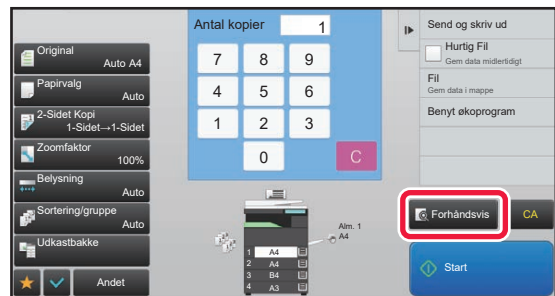 Original
Auto A4
Papirvalg
Auto
2-Sidet Kopi
1-Sidet→1-Sidet
Zoomfaktor
100%
Belysning
Auto
Sortering/gruppe
Auto
Udkastbakke
Andet
Antal kopier 1
7 8 9
4 5 6
1 2 3
0 C
Alm. 1
A4
1 A4
2 A4
3 B4
4 A3
Send og skriv ud
Hurtig Fil
Gem data midlertidigt
Fil
Gem data i mappe
Benyt økoprogram
Forhåndsvis
CA
Start